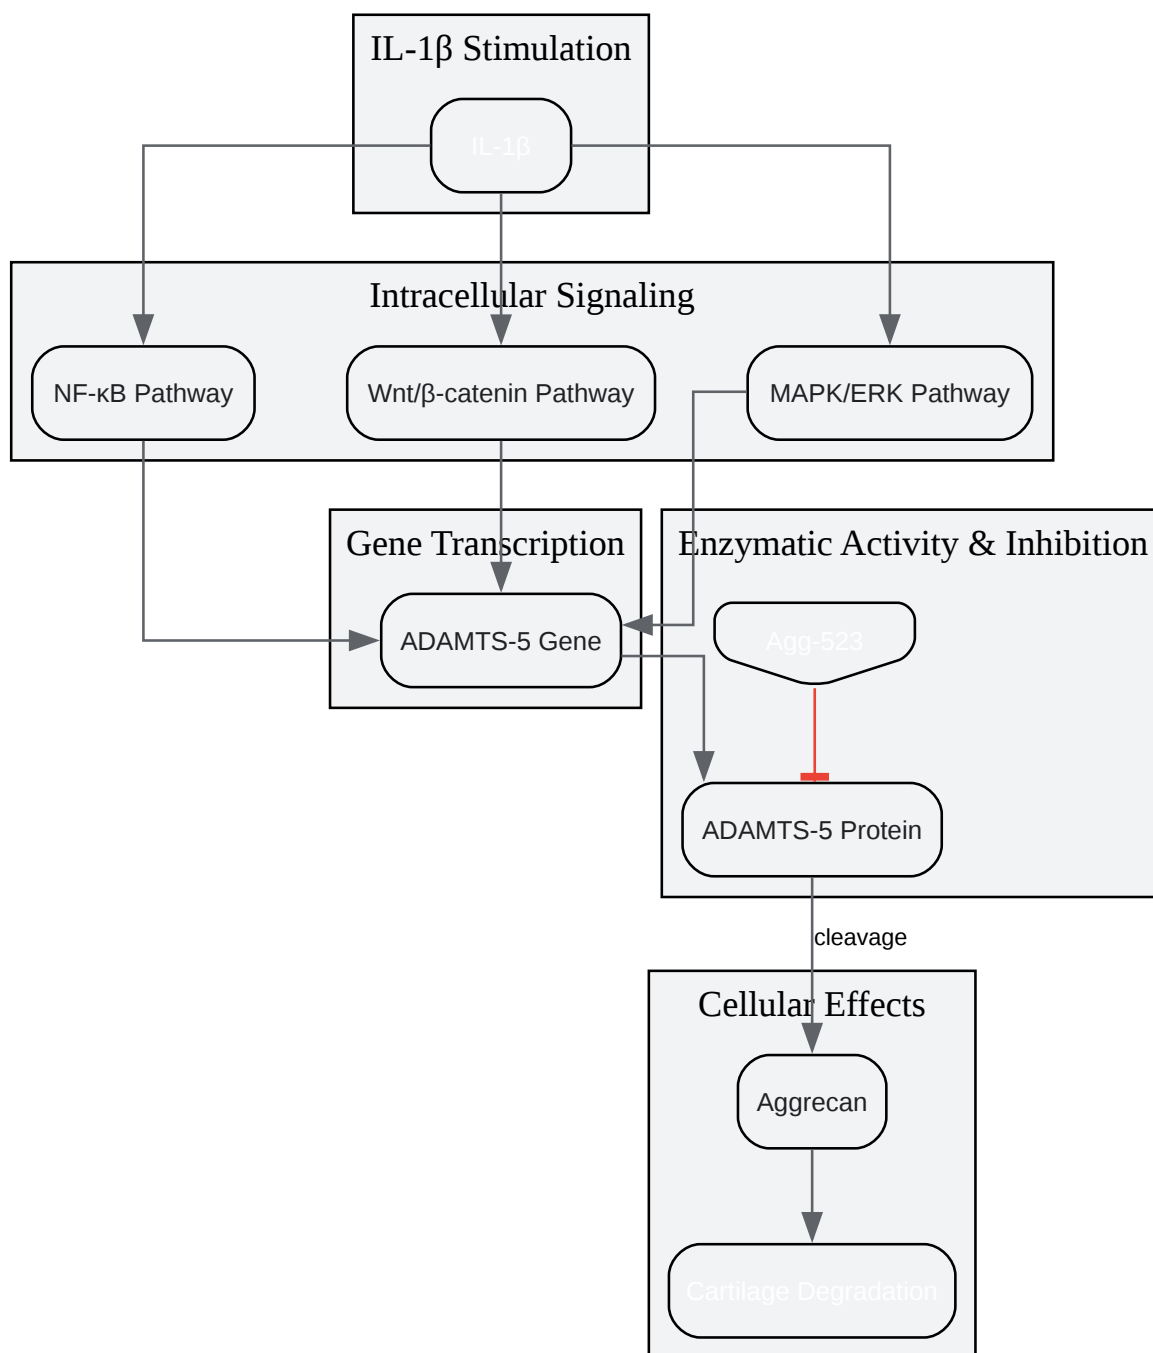 IL-1β Stimulation
IL-1β
Intracellular Signaling
NF-κB Pathway
Wnt/β-catenin Pathway
MAPK/ERK Pathway
Gene Transcription
Enzymatic Activity & Inhibition
ADAMTS-5 Gene
Agg-523
ADAMTS-5 Protein
cleavage
Cellular Effects
Aggrecan
Cartilage Degradation